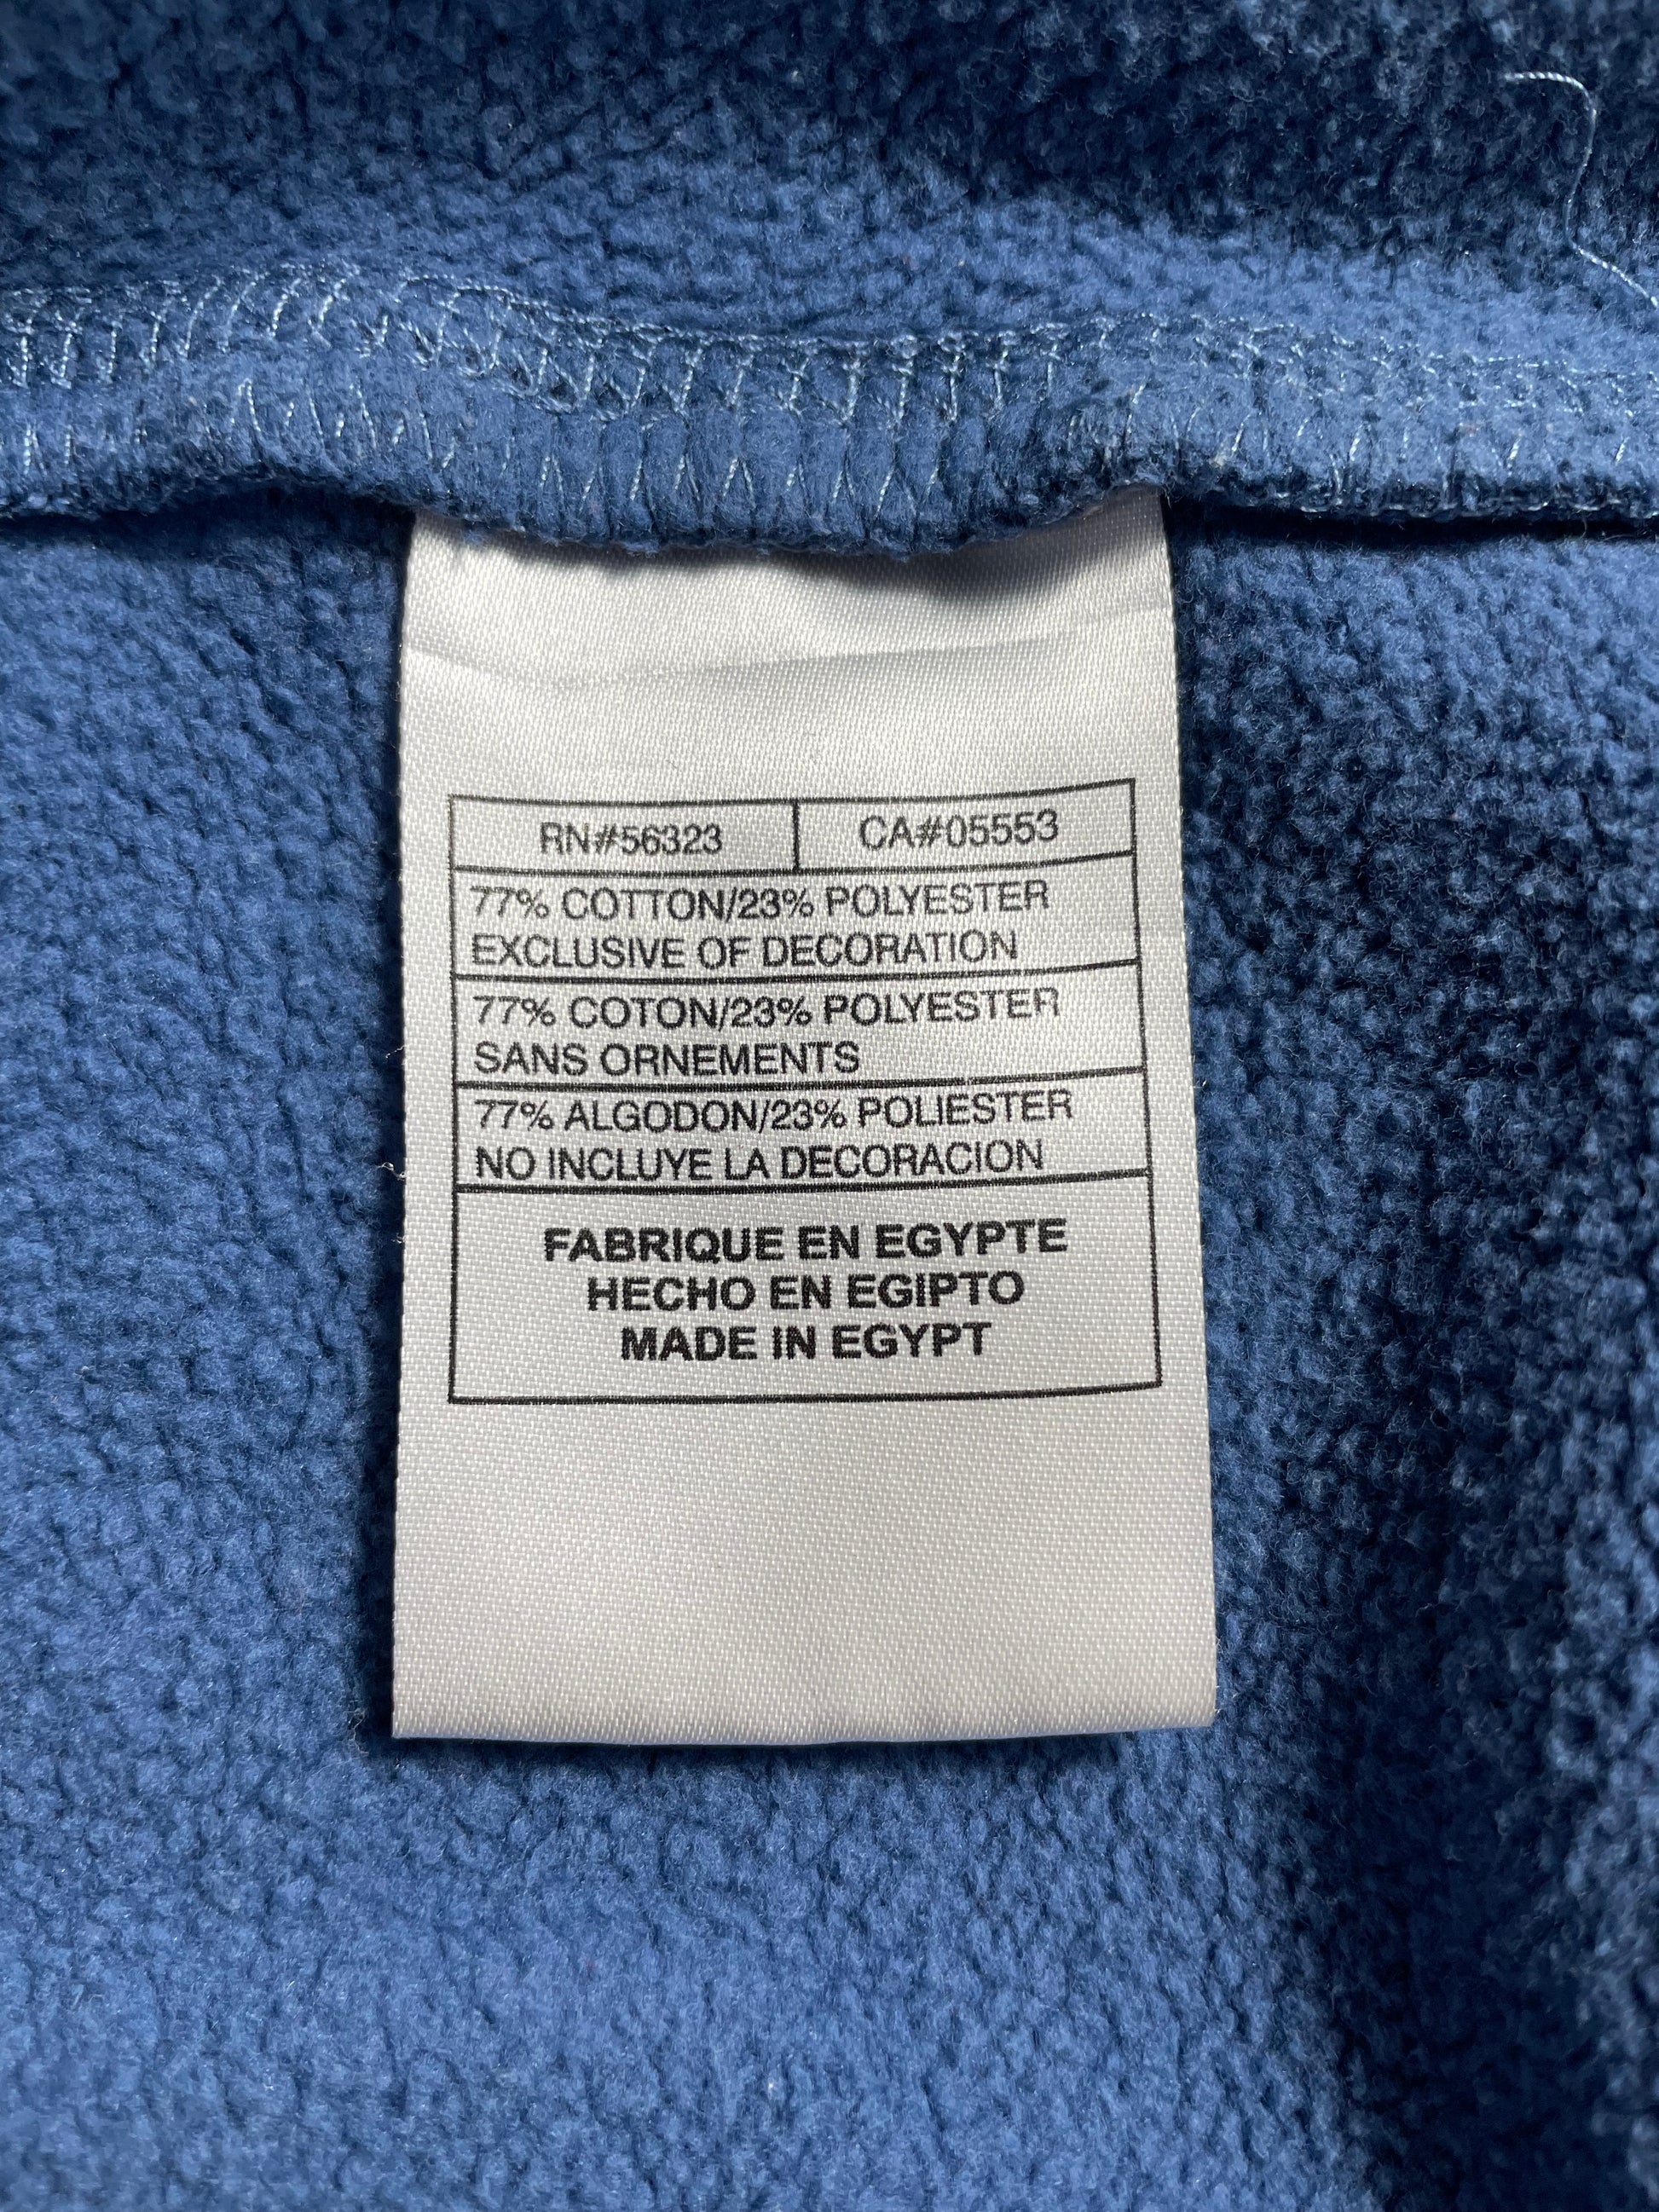 RN#56323 CA#05553
77% COTTON/23% POLYESTER
EXCLUSIVE OF DECORATION
77% COTON/23% POLYESTER
SANS ORNEMENTS
77% ALGODON/23% POLIESTER
NO INCLUYE LA DECORACION
FABRIQUE EN EGYPTE
HECHO EN EGIPTO
MADE IN EGYPT